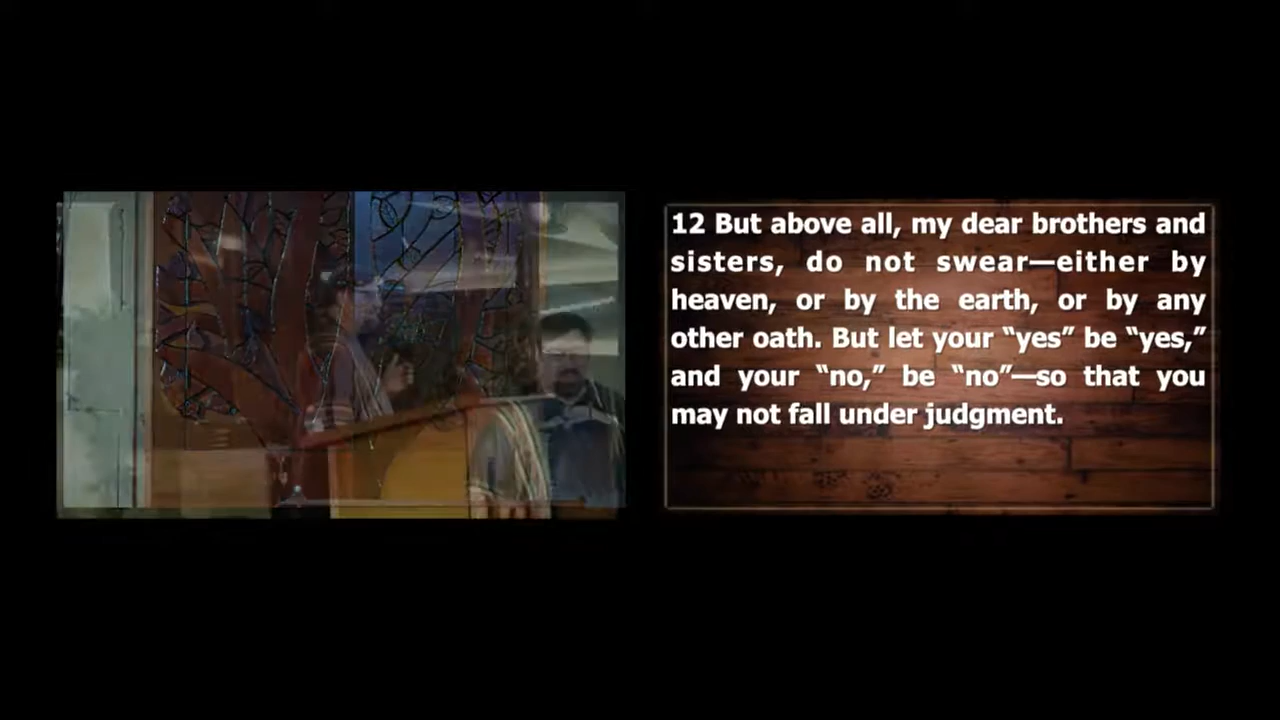 12 But above all, my dear brothers and
sisters, do not swear—either by
heaven, or by the earth, or by any
other oath. But let your “yes” be “yes,”
and your “no,” be “no”—so that you
may not fall under judgment.